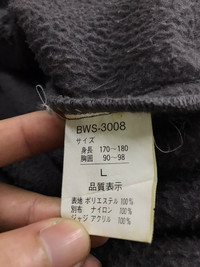 BWS-3008
サイズ
身長 170〜180
胸囲 90〜98
L
品質表示
表地 ポリエステル 100%
別布 ナイロン 100%
ジャジ アクリル 100%